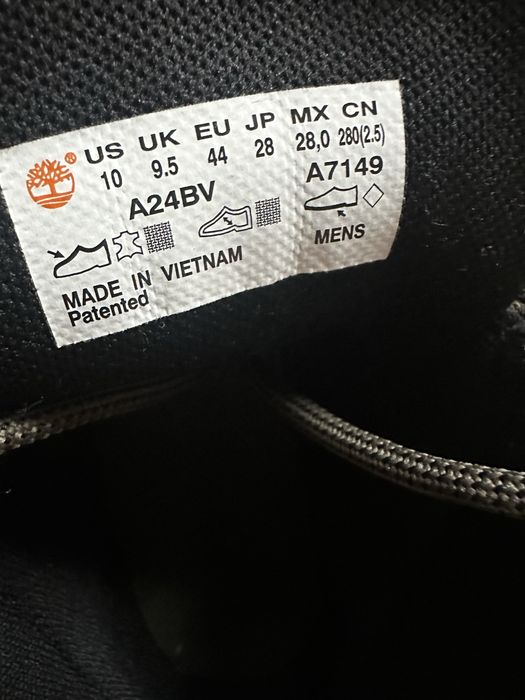 ®
US UK EU JP MX CN
10 9.5 44 28 28,0 280(2.5)
A24BV A7149
MENS
MADE IN VIETNAM
Patented